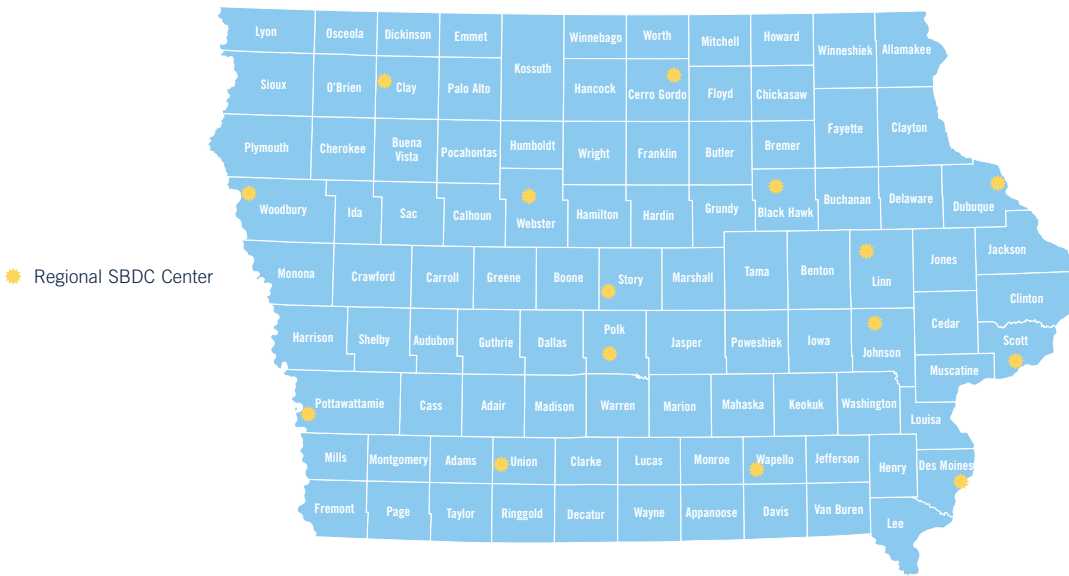 Lyon
Osceola
Dickinson
Emmet
Kossuth
Winnebago
Worth
Mitchell
Howard
Winneshiek
Allamakee
Sioux
O'Brien
Clay
Palo Alto
Hancock
Cerro Gordo
Floyd
Chickasaw
Plymouth
Cherokee
Buena
Vista
Pocahontas
Humboldt
Wright
Franklin
Butler
Bremer
Fayette
Clayton
Woodbury
Ida
Sac
Calhoun
Webster
Hamilton
Hardin
Grundy
Black Hawk
Buchanan
Delaware
Dubuque
Regional SBDC Center
Monona
Crawford
Carroll
Greene
Boone
Story
Marshall
Tama
Benton
Linn
Jones
Jackson
Clinton
Harrison
Shelby
Audubon
Guthrie
Dallas
Polk
Jasper
Poweshiek
Iowa
Johnson
Cedar
Scott
Muscatine
Pottawattamie
Cass
Adair
Madison
Warren
Marion
Mahaska
Keokuk
Washington
Louisa
Mills
Montgomery
Adams
Union
Clarke
Lucas
Monroe
Wapello
Jefferson
Henry
Des Moines
Fremont
Page
Taylor
Ringgold
Decatur
Wayne
Appanoose
Davis
Van Buren
Lee